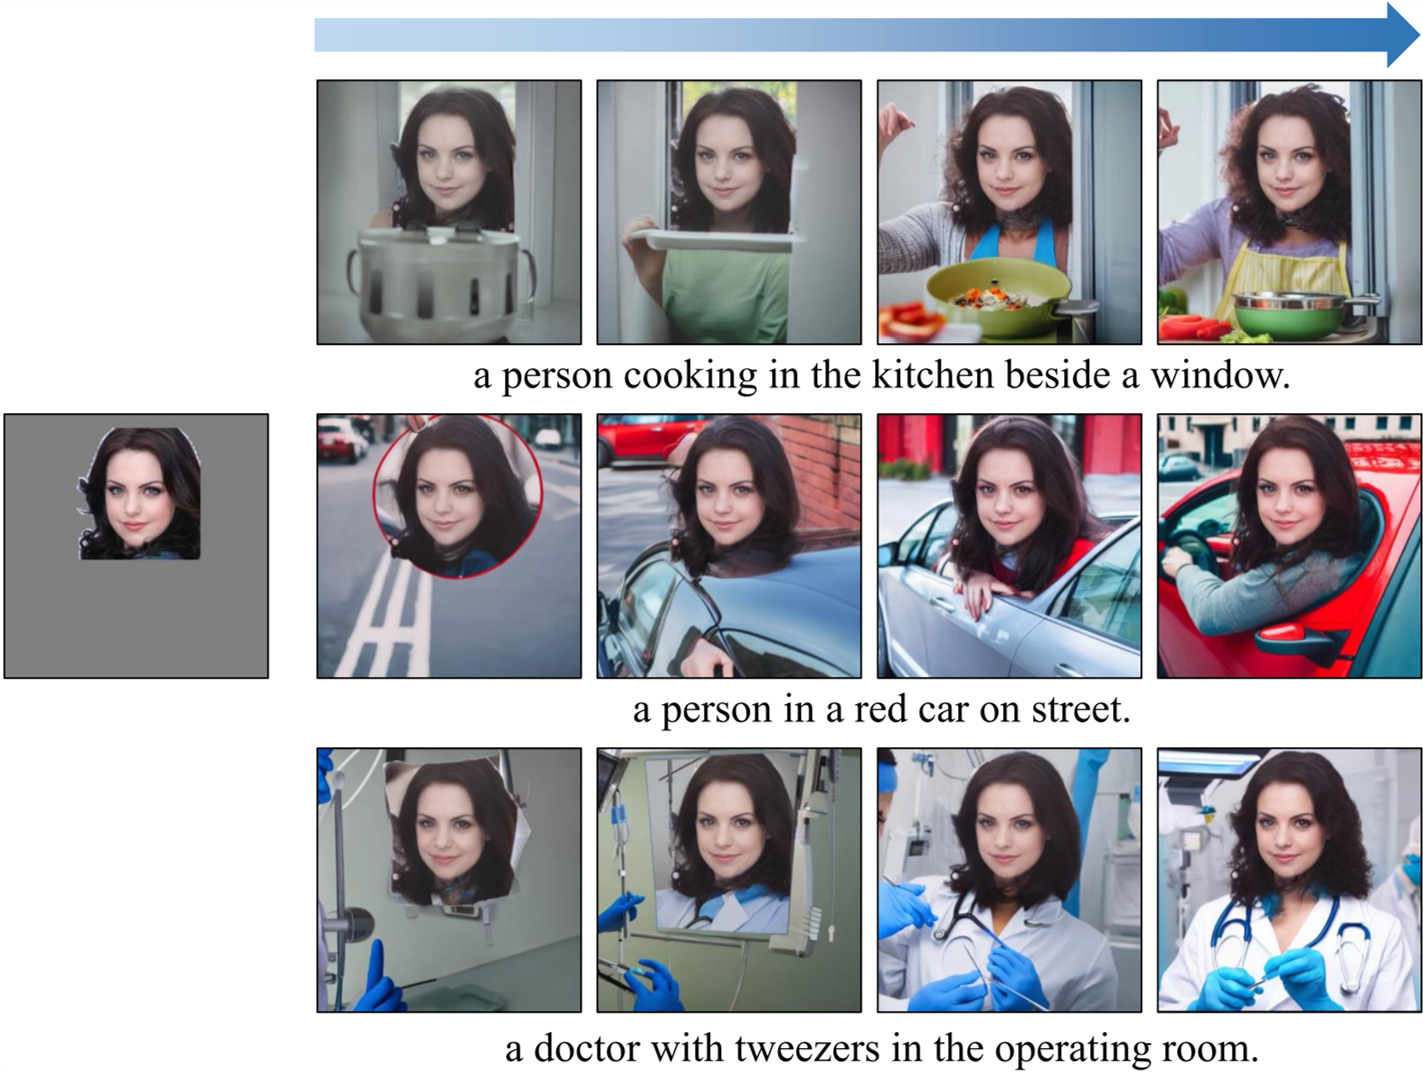 a person cooking in the kitchen beside a window.
a person in a red car on street.
a doctor with tweezers in the operating room.